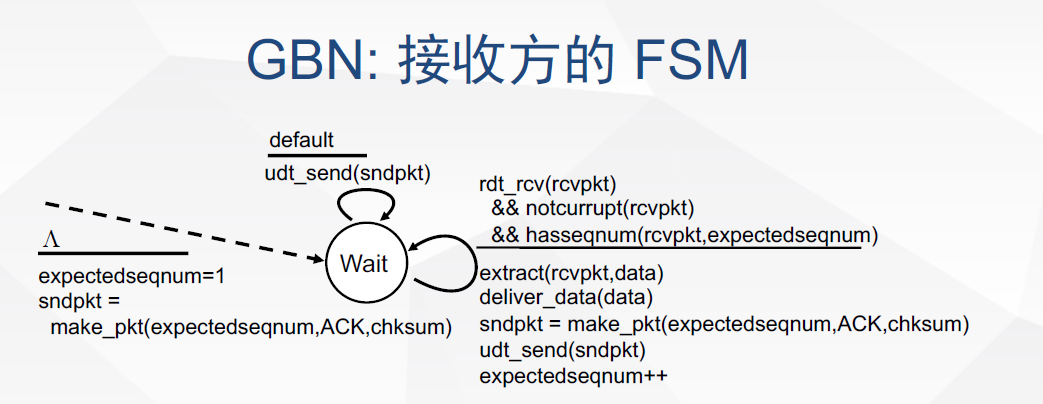 GBN: 接收方的 FSM
default
udt_send(sndpkt)
Λ
expectedseqnum=1
sndpkt =
make_pkt(expectedseqnum,ACK,chksum)
Wait
rdt_rcv(rcvpkt)
&& notcurrupt(rcvpkt)
&& hasseqnum(rcvpkt,expectedseqnum)
extract(rcvpkt,data)
deliver_data(data)
sndpkt = make_pkt(expectedseqnum,ACK,chksum)
udt_send(sndpkt)
expectedseqnum++